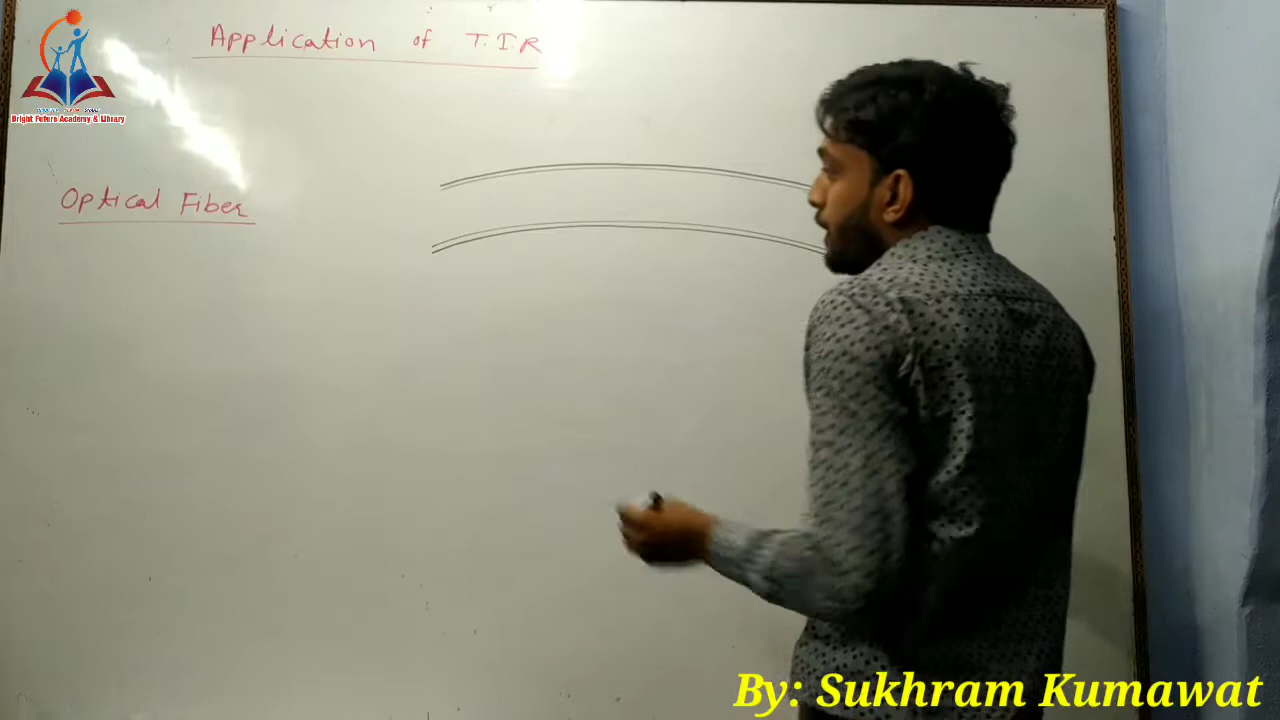 Application of T.I.R
Bright Future Academy & Library
Optical Fiber
By: Sukhram Kumawat